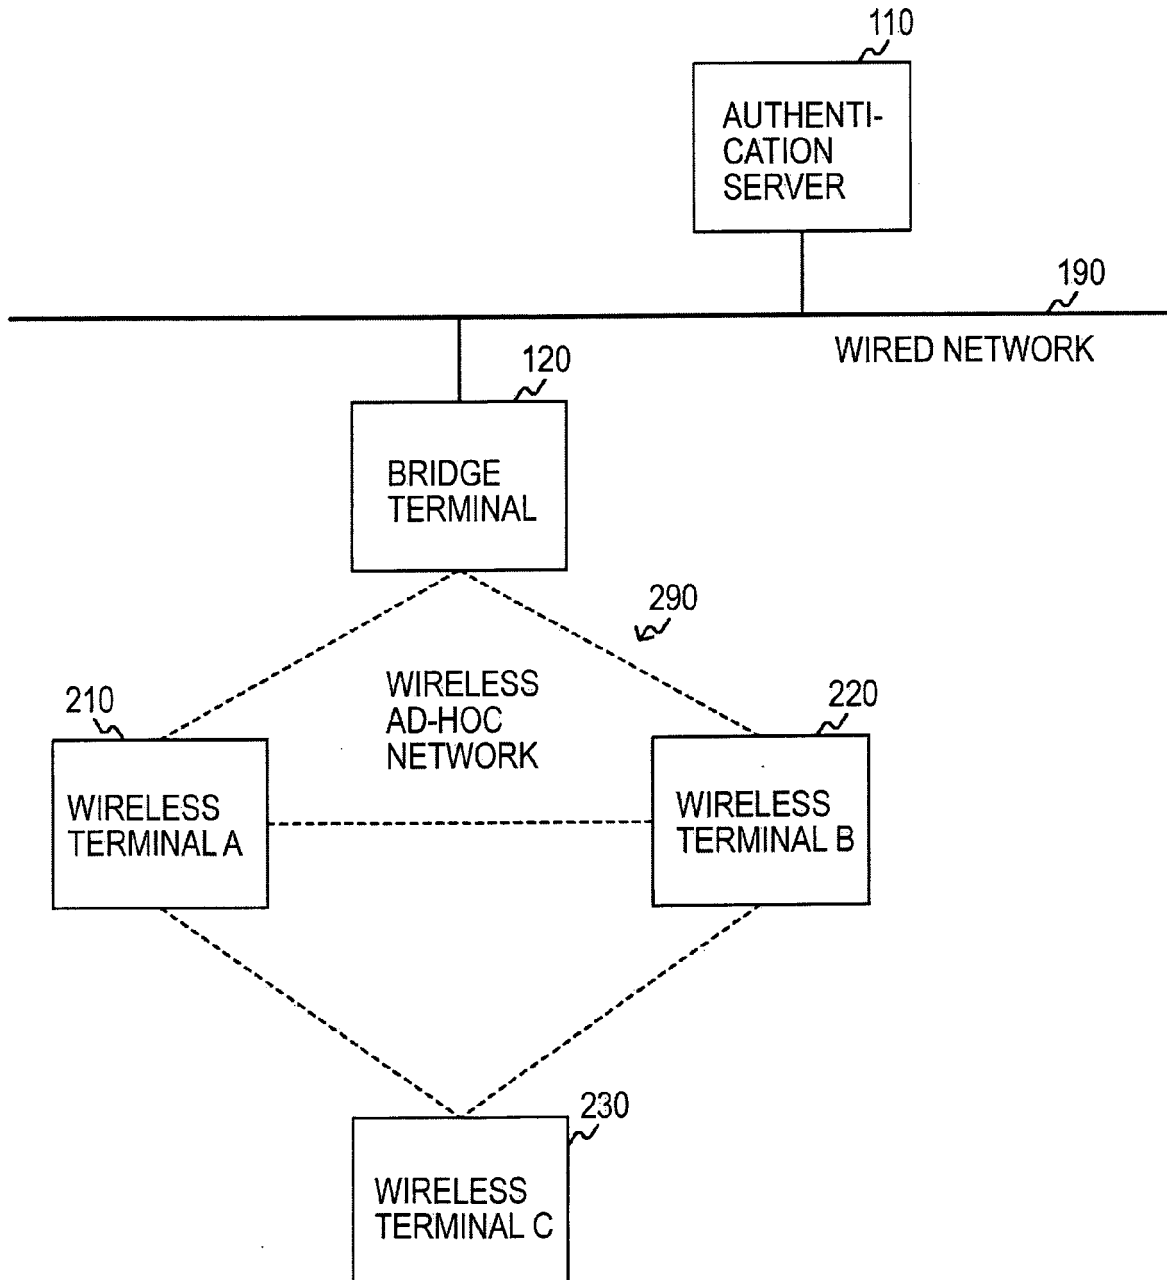 110
AUTHENTI-
CATION
SERVER
190
WIRED NETWORK
120
BRIDGE
TERMINAL
290
WIRELESS
AD-HOC
NETWORK
210
WIRELESS
TERMINAL A
220
WIRELESS
TERMINAL B
230
WIRELESS
TERMINAL C